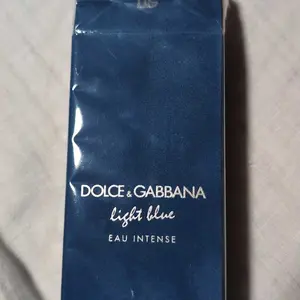 DOLCE & GABBANA
light blue
EAU INTENSE